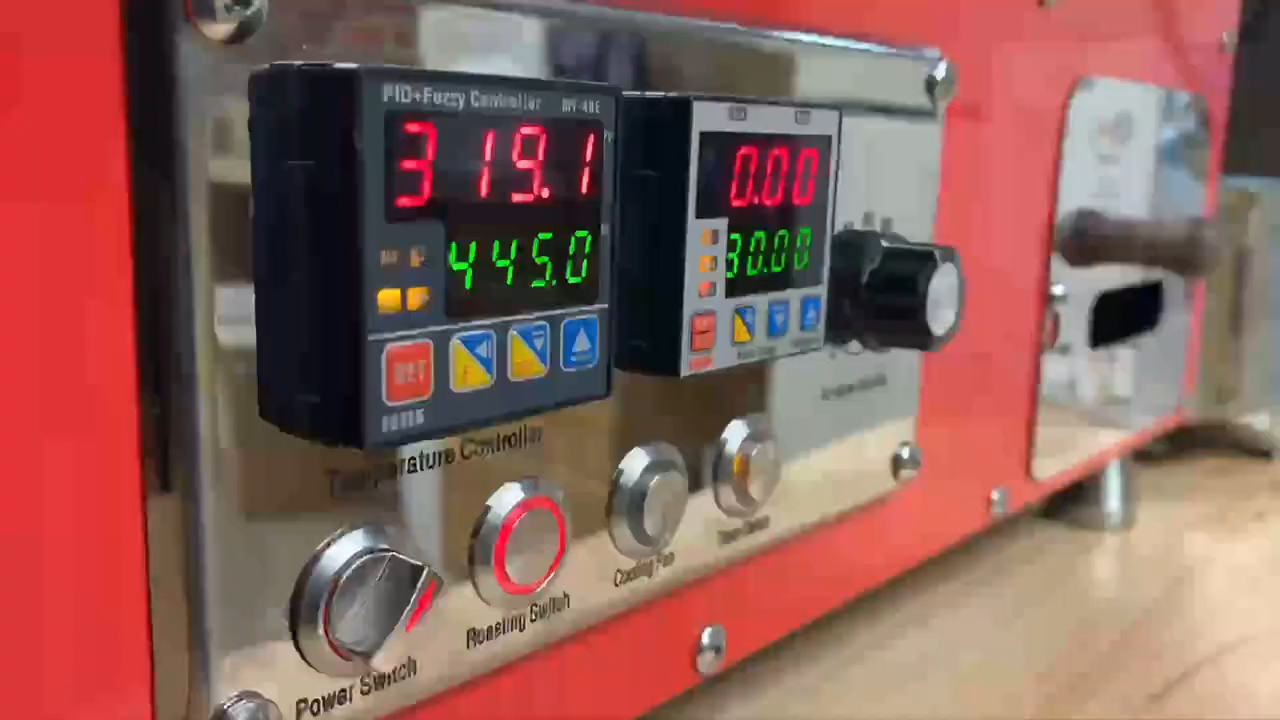 PID+Fuzzy Controller
319.1
445.0
SET
0.00
30.00
Temperature Controller
Power Switch
Roasting Switch
Cooling Fan